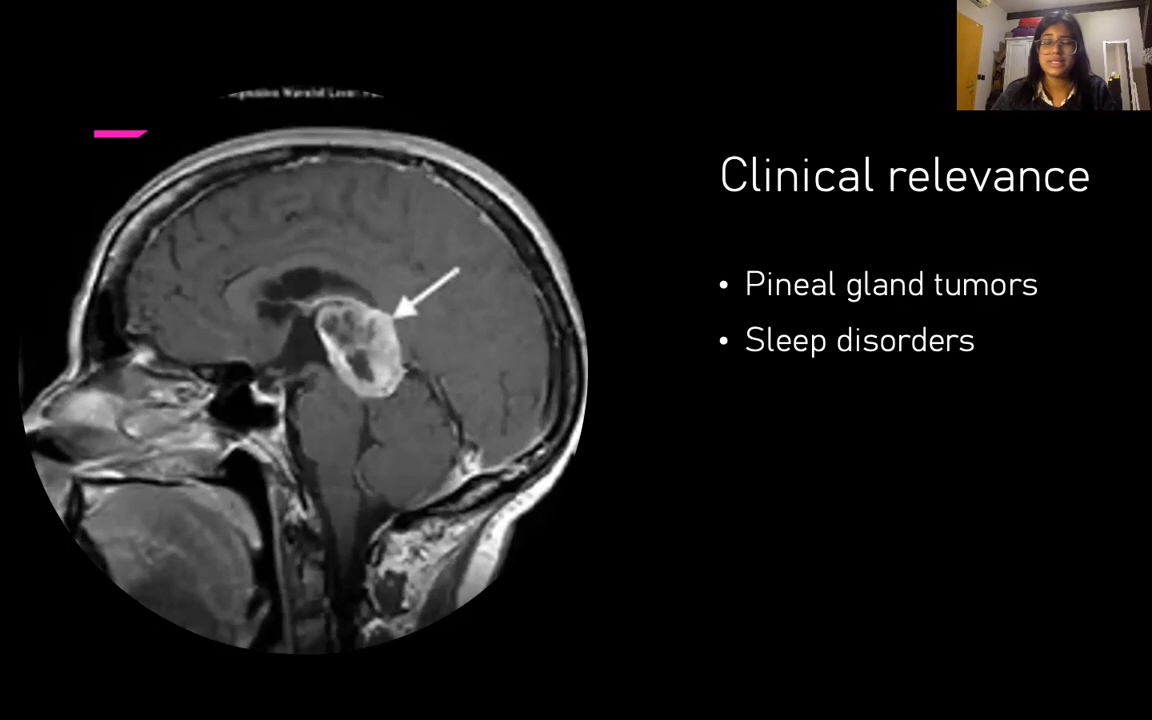 Clinical relevance
• Pineal gland tumors
• Sleep disorders